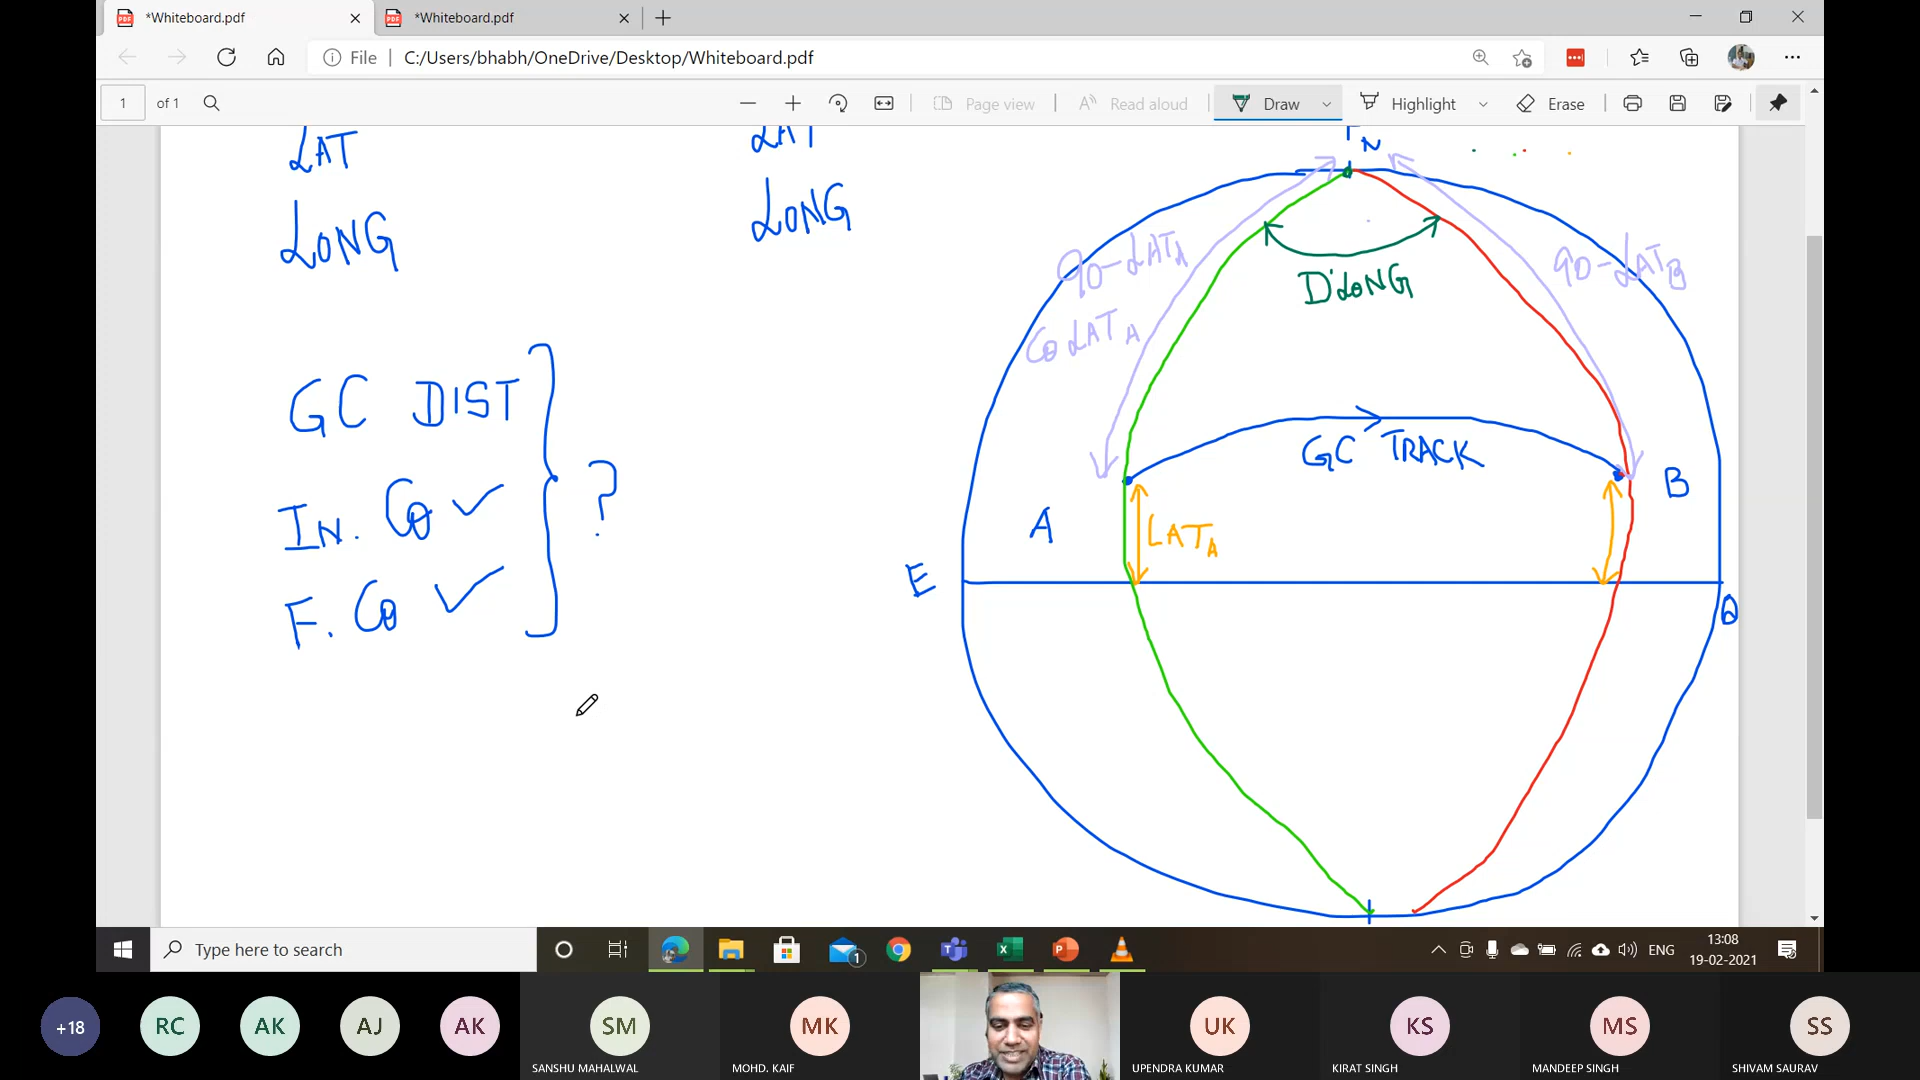 *Whiteboard.pdf
*Whiteboard.pdf
File
C:/Users/bhabh/OneDrive/Desktop/Whiteboard.pdf
1 of 1
Page view
Read aloud
Draw
Highlight
Erase
LAT
LAT
LONG
LONG
GC DIST
IN. Co ✓
F. Co ✓
?
N
90-LATA
Co LATA
D'LONG
90-LATB
GC TRACK
A
LATA
B
E
Q
Type here to search
1
ENG
13:08
19-02-2021
+18
RC
AK
AJ
AK
SM
SANSHU MAHALWAL
MK
MOHD. KAIF
UK
UPENDRA KUMAR
KS
KIRAT SINGH
MS
MANDEEP SINGH
SS
SHIVAM SAURAV